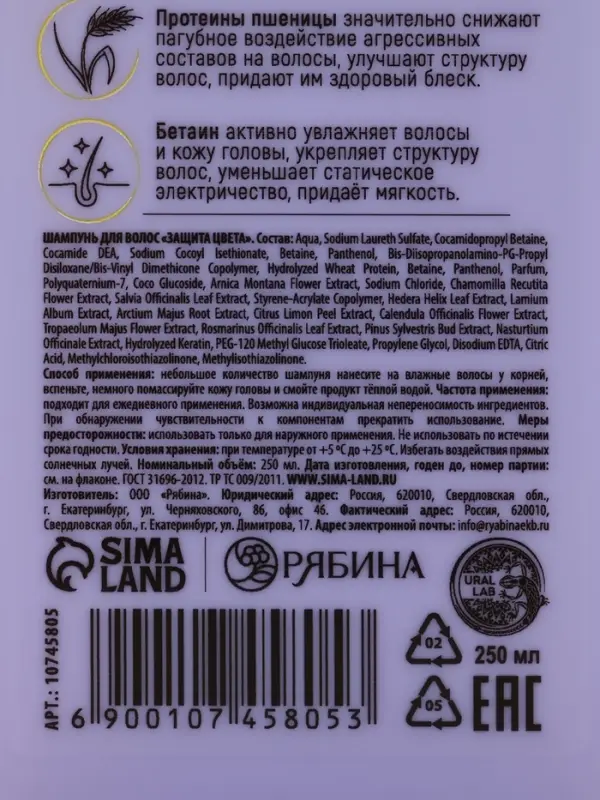 Протеины пшеницы значительно снижают
пагубное воздействие агрессивных
составов на волосы, улучшают структуру
волос, придают им здоровый блеск.
Бетаин активно увлажняет волосы
и кожу головы, укрепляет структуру
волос, уменьшает статическое
электричество, придаёт мягкость.
ШАМПУНЬ ДЛЯ ВОЛОС «ЗАЩИТА ЦВЕТА». Состав: Aqua, Sodium Laureth Sulfate, Cocamidopropyl Betaine,
Cocamide DEA, Sodium Cocoyl Isethionate, Betaine, Panthenol, Bis-Diisopropanolamino-PG-Propyl
Disiloxane/Bis-Vinyl Dimethicone Copolymer, Hydrolyzed Wheat Protein, Betaine, Panthenol, Parfum,
Polyquaternium-7, Coco Glucoside, Arnica Montana Flower Extract, Sodium Chloride, Chamomilla Recutita
Flower Extract, Salvia Officinalis Leaf Extract, Styrene-Acrylate Copolymer, Hedera Helix Leaf Extract, Lamium
Album Extract, Arctium Majus Root Extract, Citrus Limon Peel Extract, Calendula Officinalis Flower Extract,
Tropaeolum Majus Flower Extract, Rosmarinus Officinalis Leaf Extract, Pinus Sylvestris Bud Extract, Nasturtium
Officinale Extract, Hydrolyzed Keratin, PEG-120 Methyl Glucose Trioleate, Propylene Glycol, Disodium EDTA, Citric
Acid, Methylchloroisothiazolinone, Methylisothiazolinone.
Способ применения: небольшое количество шампуня нанесите на влажные волосы у корней,
вспеньте, немного помассируйте кожу головы и смойте продукт тёплой водой. Частота применения:
подходит для ежедневного применения. Возможна индивидуальная непереносимость ингредиентов.
При обнаружении чувствительности к компонентам прекратить использование. Меры
предосторожности: использовать только для наружного применения. Не использовать по истечении
срока годности. Условия хранения: при температуре от +5 °C до +25 °C. Избегать воздействия прямых
солнечных лучей. Номинальный объём: 250 мл. Дата изготовления, годен до, номер партии:
см. на флаконе. ГОСТ 31696-2012. ТР ТС 009/2011. WWW.SIMA-LAND.RU
Изготовитель: ООО «Рябина». Юридический адрес: Россия, 620010, Свердловская обл.,
г. Екатеринбург, ул. Черняховского, 86, офис 46. Фактический адрес: Россия, 620010,
Свердловская обл., г. Екатеринбург, ул. Димитрова, 17. Адрес электронной почты: info@ryabinaekb.ru
SIMA
LAND
РЯБИНА
URAL
LAB
АРТ.: 10745805
02
250 мл
05
EAC
6 900107 458053